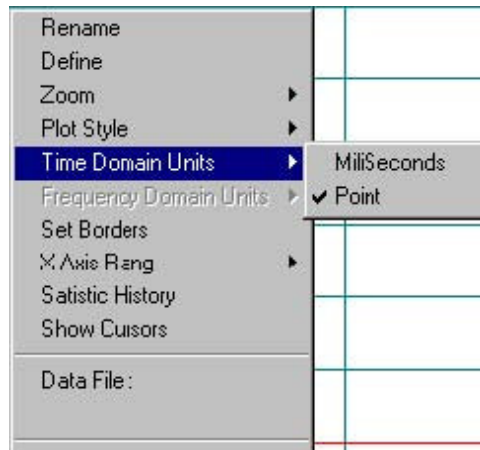 Rename
Define
Zoom
Plot Style
Time Domain Units
MiliSeconds
Frequency Domain Units
Point
Set Borders
X Axis Rang
Satistic History
Show Cursors
Data File: